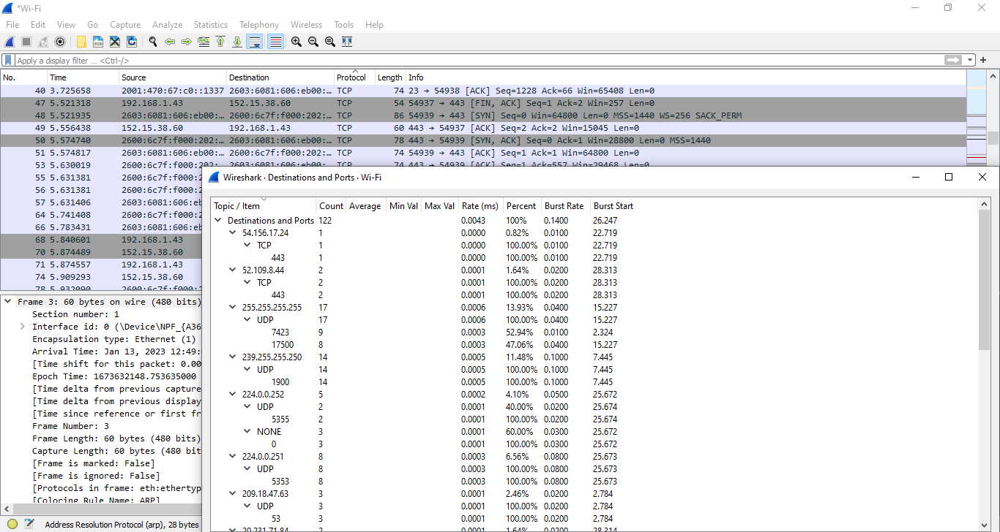 *Wi-Fi
File Edit View Go Capture Analyze Statistics Telephony Wireless Tools Help
Apply a display filter ... <Ctrl-/>
No. Time Source Destination Protocol Length Info
40 3.725658 2001:470:67:c0::1337 2603:6081:606:eb00:… TCP 74 23 → 54938 [ACK] Seq=1228 Ack=66 Win=65408 Len=0
47 5.521318 192.168.1.43 152.15.38.60 TCP 54 54937 → 443 [FIN, ACK] Seq=1 Ack=2 Win=257 Len=0
48 5.521935 2603:6081:606:eb00:… 2600:6c7f:f000:202:… TCP 86 54939 → 443 [SYN] Seq=0 Win=64800 Len=0 MSS=1440 WS=256 SACK_PERM
49 5.556438 152.15.38.60 192.168.1.43 TCP 60 443 → 54937 [ACK] Seq=2 Ack=2 Win=15045 Len=0
50 5.574740 2600:6c7f:f000:202:… 2603:6081:606:eb00:… TCP 78 443 → 54939 [SYN, ACK] Seq=0 Ack=1 Win=28800 Len=0 MSS=1440
51 5.574817 2603:6081:606:eb00:… 2600:6c7f:f000:202:… TCP 74 54939 → 443 [ACK] Seq=1 Ack=1 Win=64800 Len=0
53 5.630019 2600:6c7f:f000:202:… 2603:6081:606:eb00:… TCP 74 443 → 54939 [ACK] Seq=1 Ack=557 Win=29468 Len=0
55 5.631381 2600:6c7f:f000:2
56 5.631381 2600:6c7f:f000:2
57 5.631406 2603:6081:606:eb
64 5.741408 2600:6c7f:f000:2
66 5.783431 2603:6081:606:eb
68 5.840601 192.168.1.43
70 5.874489 152.15.38.60
71 5.874557 192.168.1.43
74 5.909293 152.15.38.60
78 5.932090 2600:6c7f:f000:2
Frame 3: 60 bytes on wire (480 bits)
Section number: 1
Interface id: 0 (\Device\NPF_{A36
Encapsulation type: Ethernet (1)
Arrival Time: Jan 13, 2023 12:49:
[Time shift for this packet: 0.00
Epoch Time: 1673632148.753635000
[Time delta from previous capture
[Time delta from previous display
[Time since reference or first fr
Frame Number: 3
Frame Length: 60 bytes (480 bits)
Capture Length: 60 bytes (480 bit
[Frame is marked: False]
[Frame is ignored: False]
[Protocols in frame: eth:ethertyp
[Coloring Rule Name: ARP]
Address Resolution Protocol (arp), 28 bytes
Wireshark · Destinations and Ports · Wi-Fi
Topic / Item Count Average Min Val Max Val Rate (ms) Percent Burst Rate Burst Start
Destinations and Ports 122 0.0043 100% 0.1400 26.247
54.156.17.24 1 0.0000 0.82% 0.0100 22.719
TCP 1 0.0000 100.00% 0.0100 22.719
443 1 0.0000 100.00% 0.0100 22.719
52.109.8.44 2 0.0001 1.64% 0.0200 28.313
TCP 2 0.0001 100.00% 0.0200 28.313
443 2 0.0001 100.00% 0.0200 28.313
255.255.255.255 17 0.0006 13.93% 0.0400 15.227
UDP 17 0.0006 100.00% 0.0400 15.227
7423 9 0.0003 52.94% 0.0100 2.324
17500 8 0.0003 47.06% 0.0400 15.227
239.255.255.250 14 0.0005 11.48% 0.1000 7.445
UDP 14 0.0005 100.00% 0.1000 7.445
1900 14 0.0005 100.00% 0.1000 7.445
224.0.0.252 5 0.0002 4.10% 0.0500 25.672
UDP 2 0.0001 40.00% 0.0200 25.674
5355 2 0.0001 100.00% 0.0200 25.674
NONE 3 0.0001 60.00% 0.0300 25.672
0 3 0.0001 100.00% 0.0300 25.672
224.0.0.251 8 0.0003 6.56% 0.0800 25.673
UDP 8 0.0003 100.00% 0.0800 25.673
5353 8 0.0003 100.00% 0.0800 25.673
209.18.47.63 3 0.0001 2.46% 0.0200 2.784
UDP 3 0.0001 100.00% 0.0200 2.784
53 3 0.0001 100.00% 0.0200 2.784
20.231.71.84 2 0.0001 1.64% 0.0200 28.314